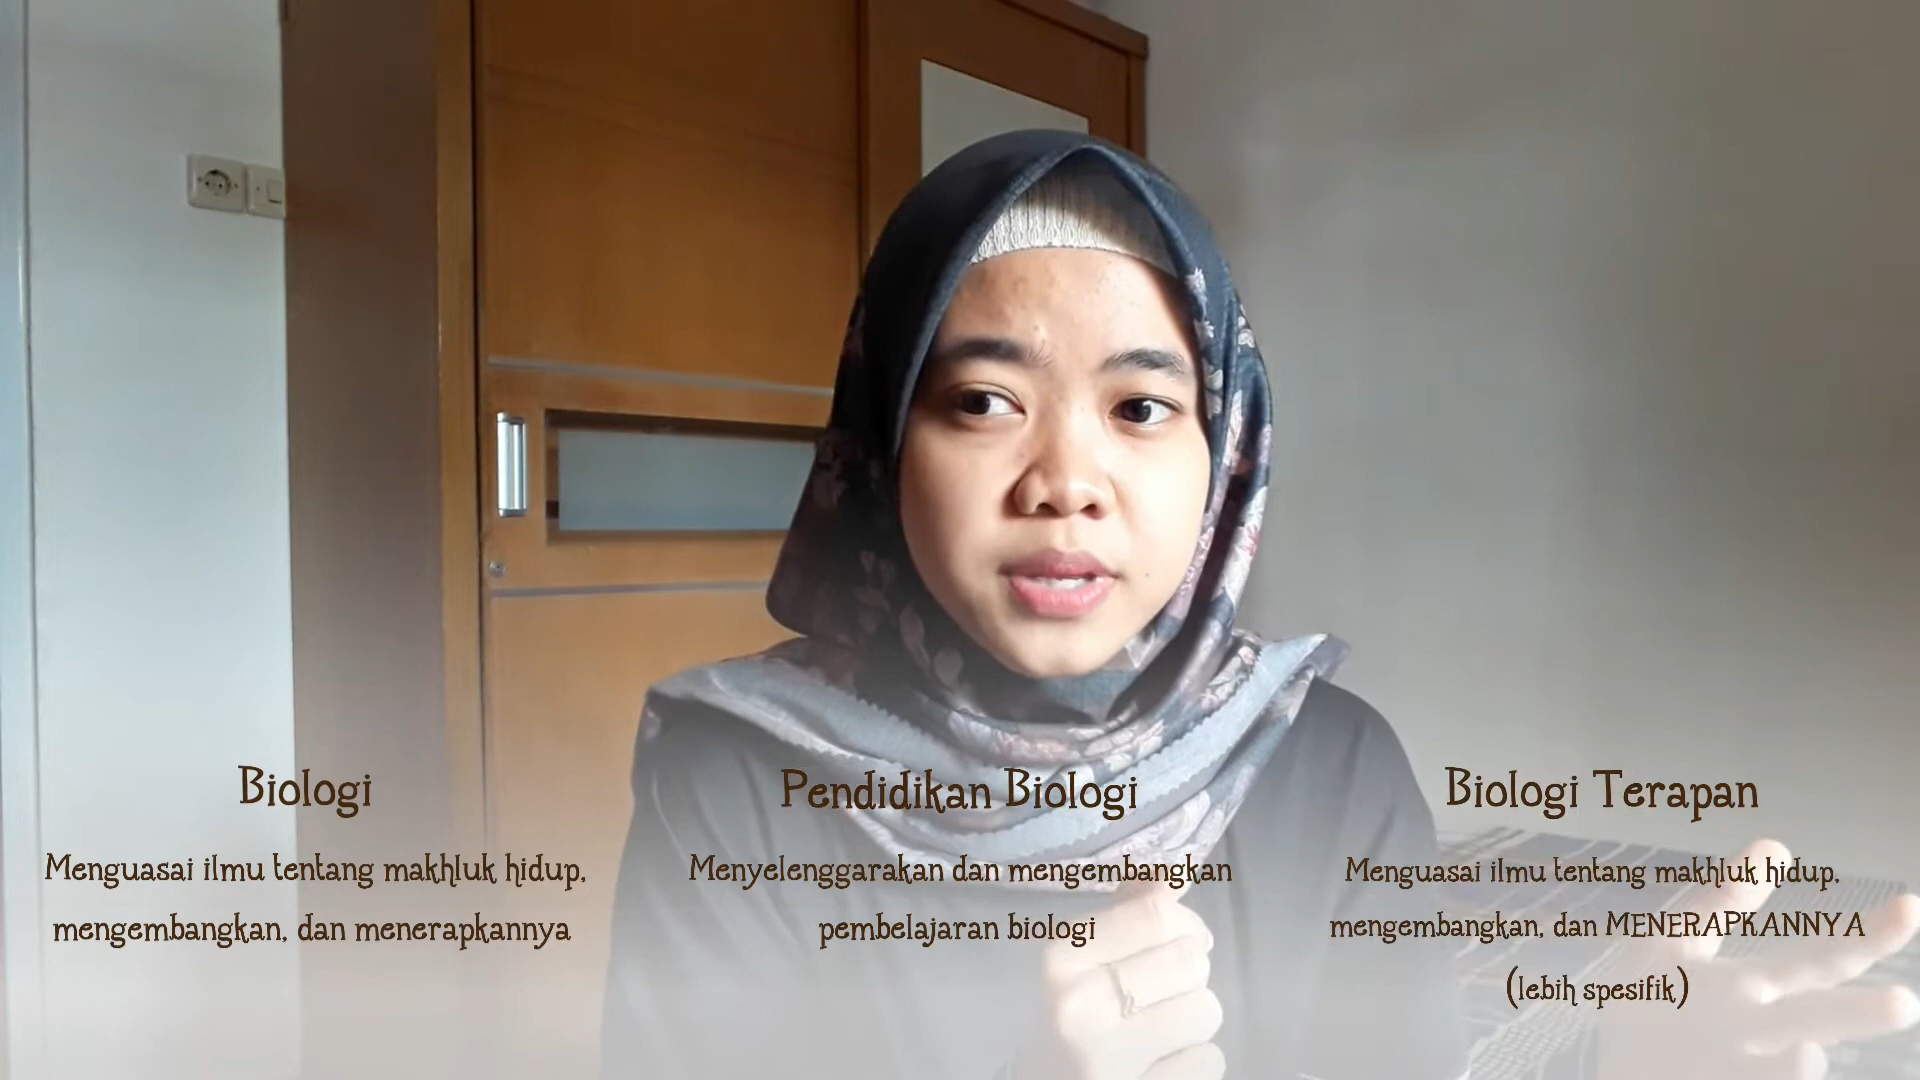 Biologi
Menguasai ilmu tentang makhluk hidup,
mengembangkan, dan menerapkannya
Pendidikan Biologi
Menyelenggarakan dan mengembangkan
pembelajaran biologi
Biologi Terapan
Menguasai ilmu tentang makhluk hidup,
mengembangkan, dan MENERAPKANNYA
(lebih spesifik)